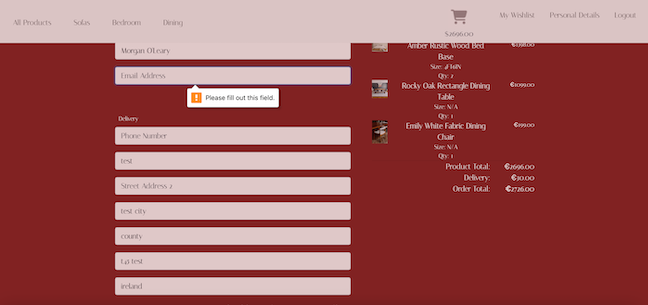 All Products
Sofas
Bedroom
Dining
€2696.00
My Wishlist
Personal Details
Logout
Morgan O'Leary
Email Address
Please fill out this field.
Delivery
Phone Number
test
Street Address 2
test city
county
t43 test
ireland
Amber Rustic Wood Bed
Base
€1398.00
Size: 4FT6IN
Qty: 2
Rocky Oak Rectangle Dining
Table
€1099.00
Size: N/A
Qty: 1
Emily White Fabric Dining
Chair
€199.00
Size: N/A
Qty: 1
Product Total: €2696.00
Delivery: €30.00
Order Total: €2726.00